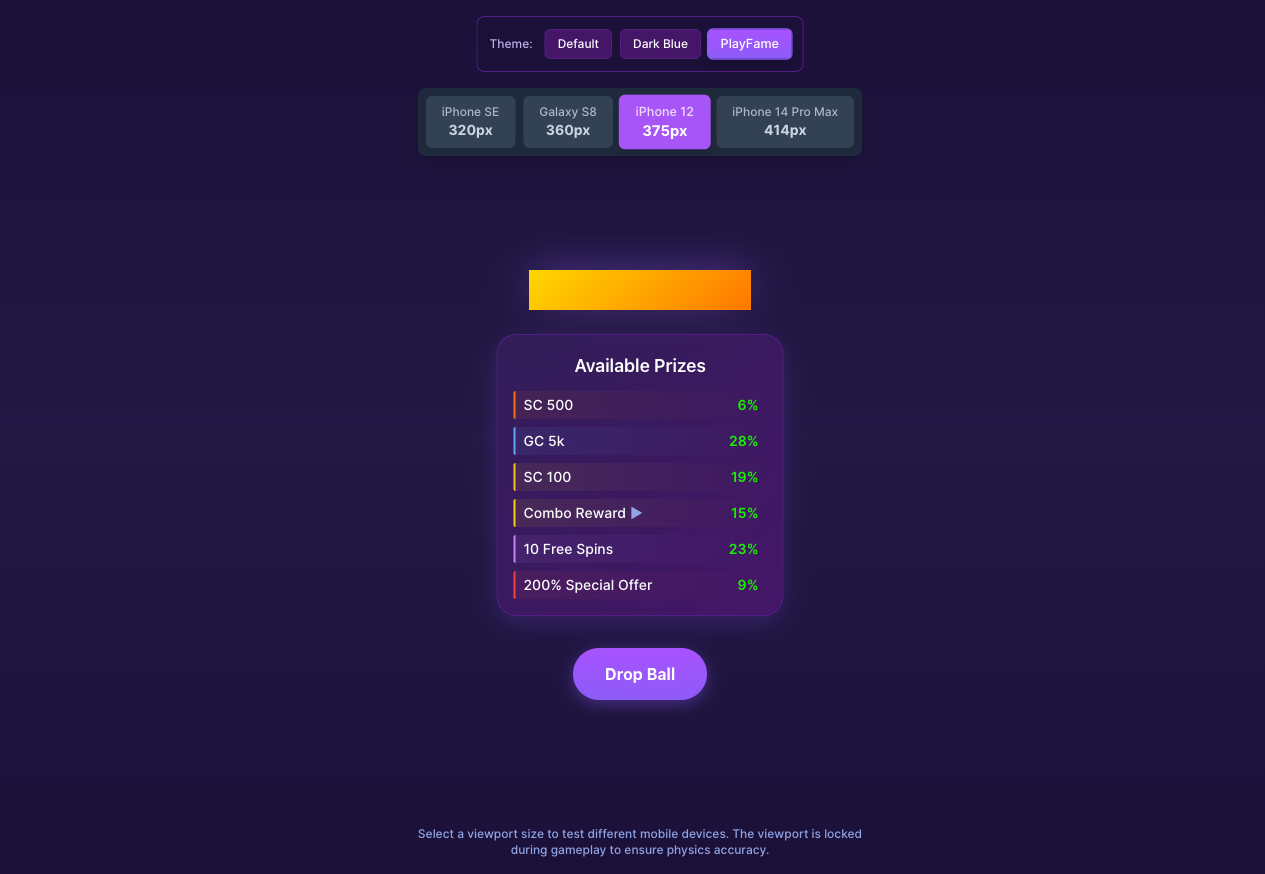 Theme: Default Dark Blue PlayFame
iPhone SE Galaxy S8 iPhone 12 iPhone 14 Pro Max
320px 360px 375px 414px
Available Prizes
SC 500 6%
GC 5k 28%
SC 100 19%
Combo Reward ▶ 15%
10 Free Spins 23%
200% Special Offer 9%
Drop Ball
Select a viewport size to test different mobile devices. The viewport is locked
during gameplay to ensure physics accuracy.